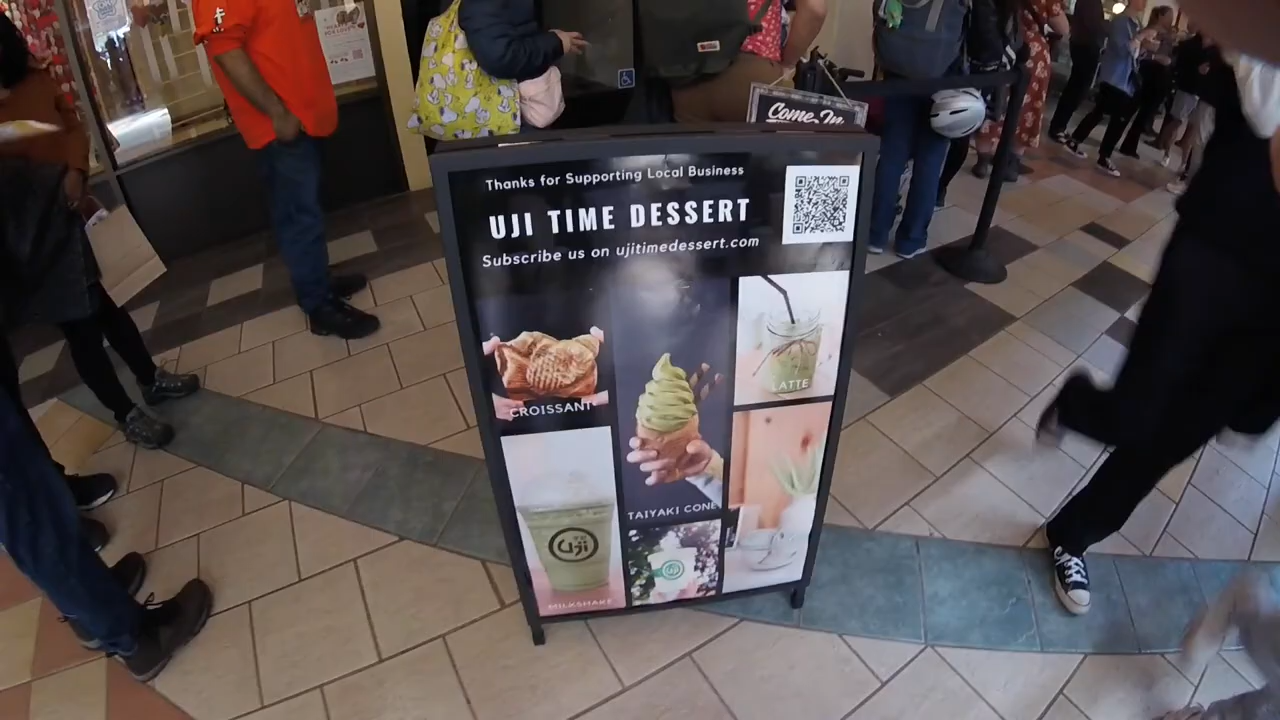 Come In
Thanks for Supporting Local Business
UJI TIME DESSERT
Subscribe us on ujitimedessert.com
LATTE
CROISSANT
TAIYAKI CONE
uji
MILKSHAKE